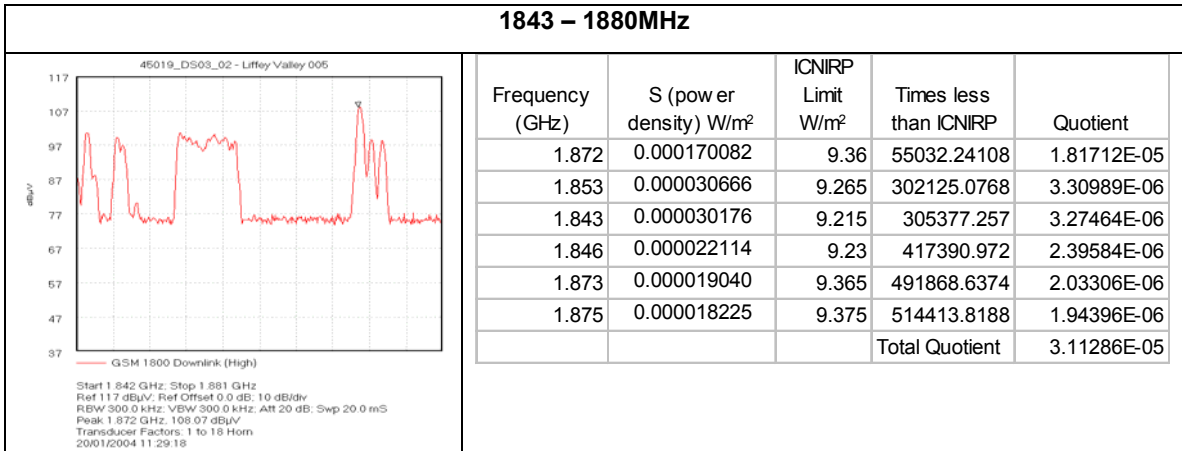 1843 – 1880MHz
45019_DS03_02 - Liffey Valley 005
117
107
97
87
77
67
57
47
37
dBµV
GSM 1800 Downlink (High)
Start 1.842 GHz; Stop 1.881 GHz
Ref 117 dBµV; Ref Offset 0.0 dB; 10 dB/div
RBW 300.0 kHz; VBW 300.0 kHz; Att 20 dB; Swp 20.0 mS
Peak 1.872 GHz, 108.07 dBµV
Transducer Factors: 1 to 18 Horn
20/01/2004 11:29:18
Frequency (GHz) S (pow er density) W/m² ICNIRP Limit W/m² Times less than ICNIRP Quotient
1.872 0.000170082 9.36 55032.24108 1.81712E-05
1.853 0.000030666 9.265 302125.0768 3.30989E-06
1.843 0.000030176 9.215 305377.257 3.27464E-06
1.846 0.000022114 9.23 417390.972 2.39584E-06
1.873 0.000019040 9.365 491868.6374 2.03306E-06
1.875 0.000018225 9.375 514413.8188 1.94396E-06
Total Quotient 3.11286E-05